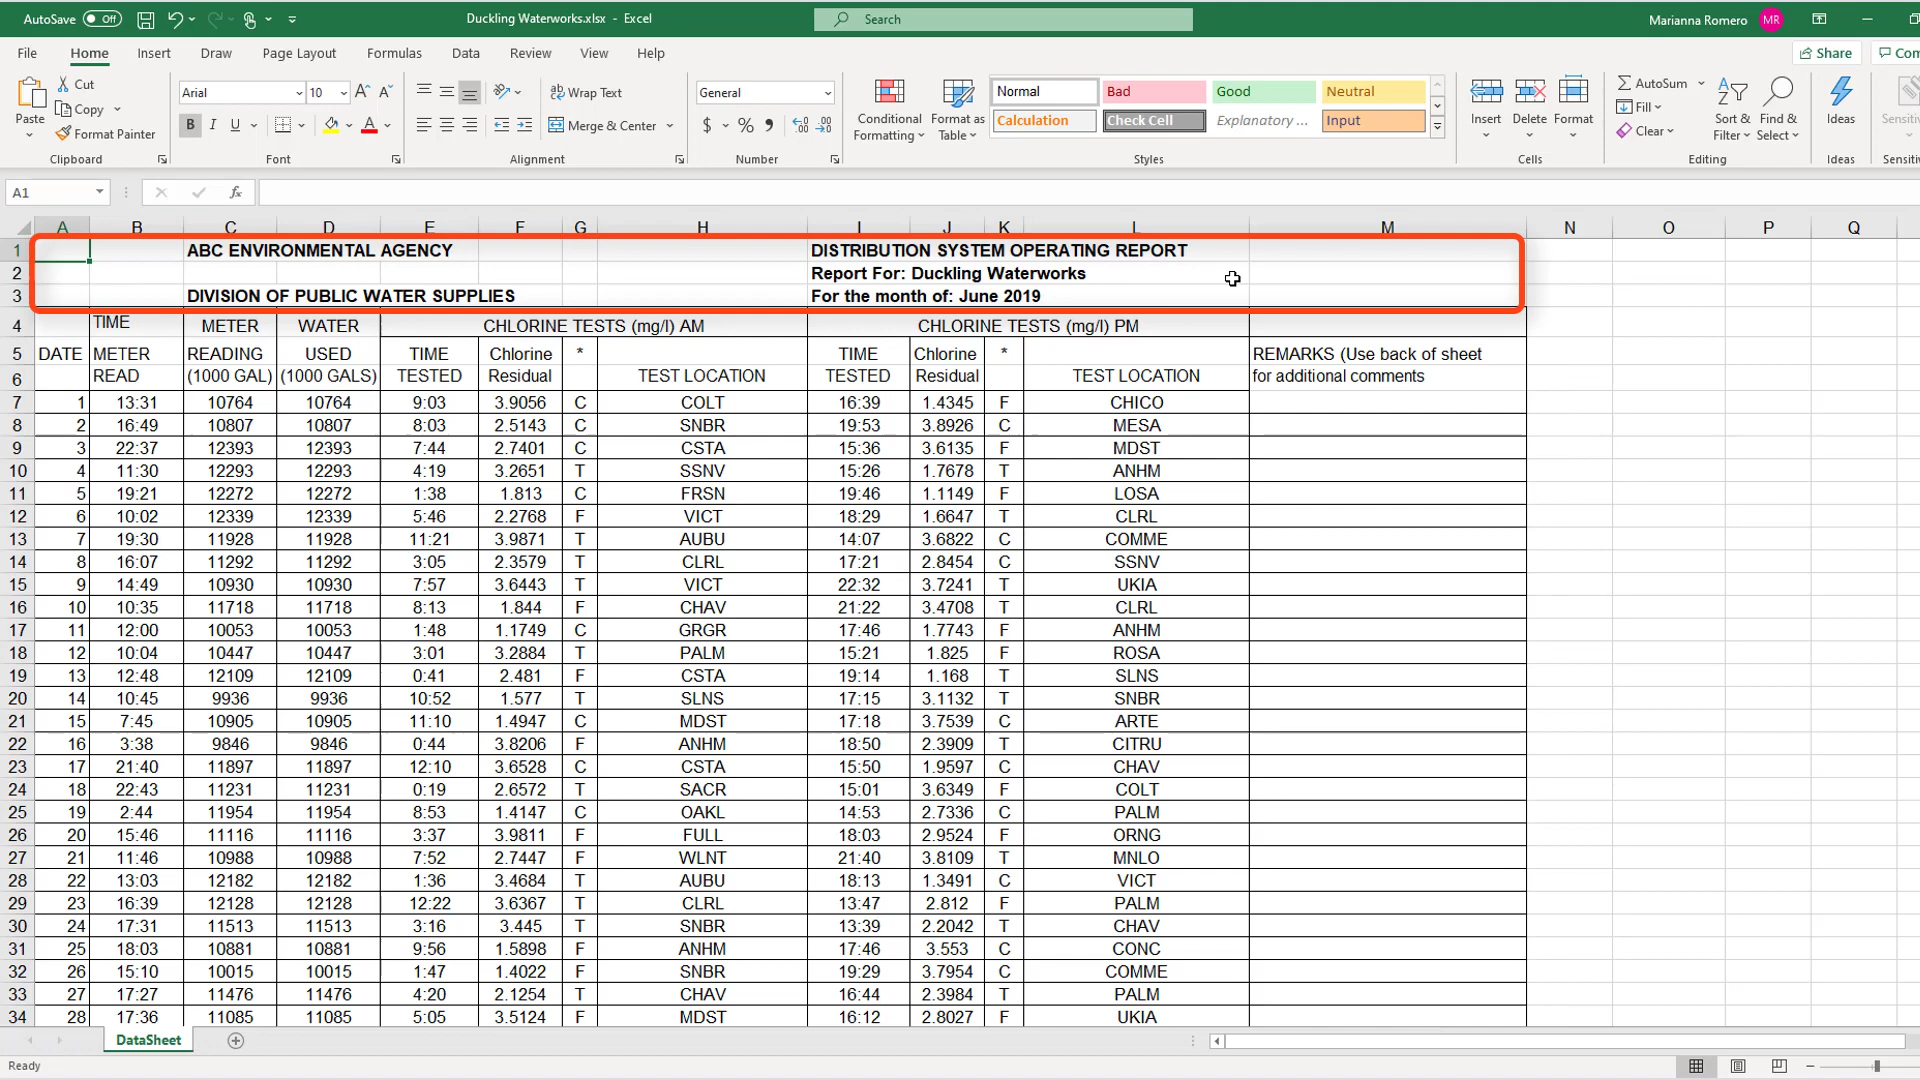 AutoSave Off Duckling Waterworks.xlsx - Excel Search Marianna Romero MR
File Home Insert Draw Page Layout Formulas Data Review View Help Share
Cut
Copy
Format Painter
Paste
Clipboard
Arial 10
B I U
Font
Wrap Text
Merge & Center
Alignment
General
$ %
Number
Conditional Formatting
Format as Table
Normal Bad Good Neutral
Calculation Check Cell Explanatory ... Input
Styles
Insert Delete Format
Cells
AutoSum
Fill
Clear
Sort & Filter
Find & Select
Editing
Ideas
Ideas
A1 fx
A B C D E F G H I J K L M N O P Q
1 ABC ENVIRONMENTAL AGENCY DISTRIBUTION SYSTEM OPERATING REPORT
2 Report For: Duckling Waterworks
3 DIVISION OF PUBLIC WATER SUPPLIES For the month of: June 2019
4 TIME METER WATER CHLORINE TESTS (mg/l) AM CHLORINE TESTS (mg/l) PM
5 DATE METER READING USED TIME Chlorine * TIME Chlorine * REMARKS (Use back of sheet
6 READ (1000 GAL) (1000 GALS) TESTED Residual TEST LOCATION TESTED Residual TEST LOCATION for additional comments
7 1 13:31 10764 10764 9:03 3.9056 C COLT 16:39 1.4345 F CHICO
8 2 16:49 10807 10807 8:03 2.5143 C SNBR 19:53 3.8926 C MESA
9 3 22:37 12393 12393 7:44 2.7401 C CSTA 15:36 3.6135 F MDST
10 4 11:30 12293 12293 4:19 3.2651 T SSNV 15:26 1.7678 T ANHM
11 5 19:21 12272 12272 1:38 1.813 C FRSN 19:46 1.1149 F LOSA
12 6 10:02 12339 12339 5:46 2.2768 F VICT 18:29 1.6647 T CLRL
13 7 19:30 11928 11928 11:21 3.9871 T AUBU 14:07 3.6822 C COMME
14 8 16:07 11292 11292 3:05 2.3579 T CLRL 17:21 2.8454 C SSNV
15 9 14:49 10930 10930 7:57 3.6443 T VICT 22:32 3.7241 T UKIA
16 10 10:35 11718 11718 8:13 1.844 F CHAV 21:22 3.4708 T CLRL
17 11 12:00 10053 10053 1:48 1.1749 C GRGR 17:46 1.7743 F ANHM
18 12 10:04 10447 10447 3:01 3.2884 T PALM 15:21 1.825 F ROSA
19 13 12:48 12109 12109 0:41 2.481 F CSTA 19:14 1.168 T SLNS
20 14 10:45 9936 9936 10:52 1.577 T SLNS 17:15 3.1132 T SNBR
21 15 7:45 10905 10905 11:10 1.4947 C MDST 17:18 3.7539 C ARTE
22 16 3:38 9846 9846 0:44 3.8206 F ANHM 18:50 2.3909 T CITRU
23 17 21:40 11897 11897 12:10 3.6528 C CSTA 15:50 1.9597 C CHAV
24 18 22:43 11231 11231 0:19 2.6572 T SACR 15:01 3.6349 F COLT
25 19 2:44 11954 11954 8:53 1.4147 C OAKL 14:53 2.7336 C PALM
26 20 15:46 11116 11116 3:37 3.9811 F FULL 18:03 2.9524 F ORNG
27 21 11:46 10988 10988 7:52 2.7447 F WLNT 21:40 3.8109 T MNLO
28 22 13:03 12182 12182 1:36 3.4684 T AUBU 18:13 1.3491 C VICT
29 23 16:39 12128 12128 12:22 3.6367 T CLRL 13:47 2.812 F PALM
30 24 17:31 11513 11513 3:16 3.445 T SNBR 13:39 2.2042 T CHAV
31 25 18:03 10881 10881 9:56 1.5898 F ANHM 17:46 3.553 C CONC
32 26 15:10 10015 10015 1:47 1.4022 F SNBR 19:29 3.7954 C COMME
33 27 17:27 11476 11476 4:20 2.1254 T CHAV 16:44 2.3984 T PALM
34 28 17:36 11085 11085 5:05 3.5124 F MDST 16:12 2.8027 F UKIA
DataSheet
Ready